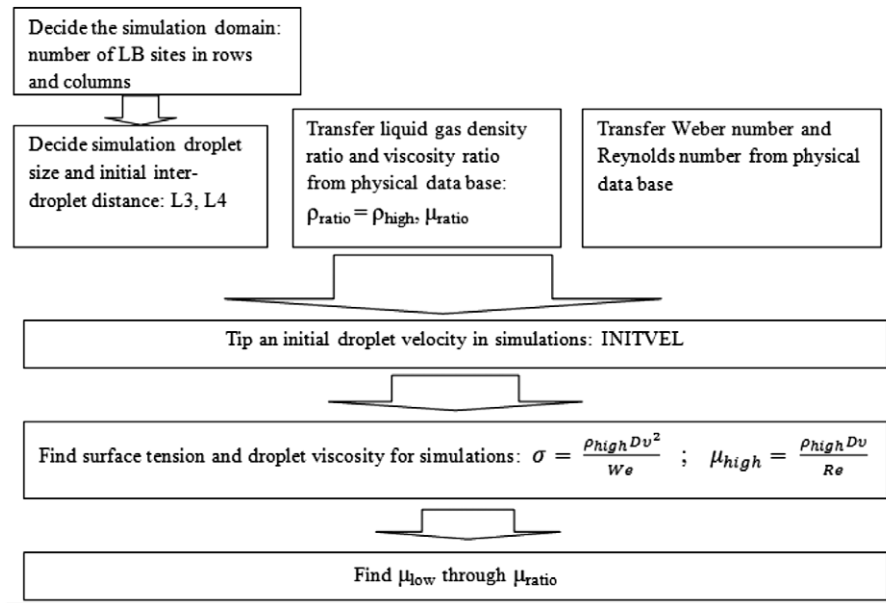 Decide the simulation domain:
number of LB sites in rows
and columns
Decide simulation droplet
size and initial inter-
droplet distance: L3, L4
Transfer liquid gas density
ratio and viscosity ratio
from physical data base:
ρratio = ρhigh, μratio
Transfer Weber number and
Reynolds number from physical
data base
Tip an initial droplet velocity in simulations: INITVEL
Find surface tension and droplet viscosity for simulations: σ = ρhighDv²/We ; μhigh = ρhighDv/Re
Find μlow through μratio